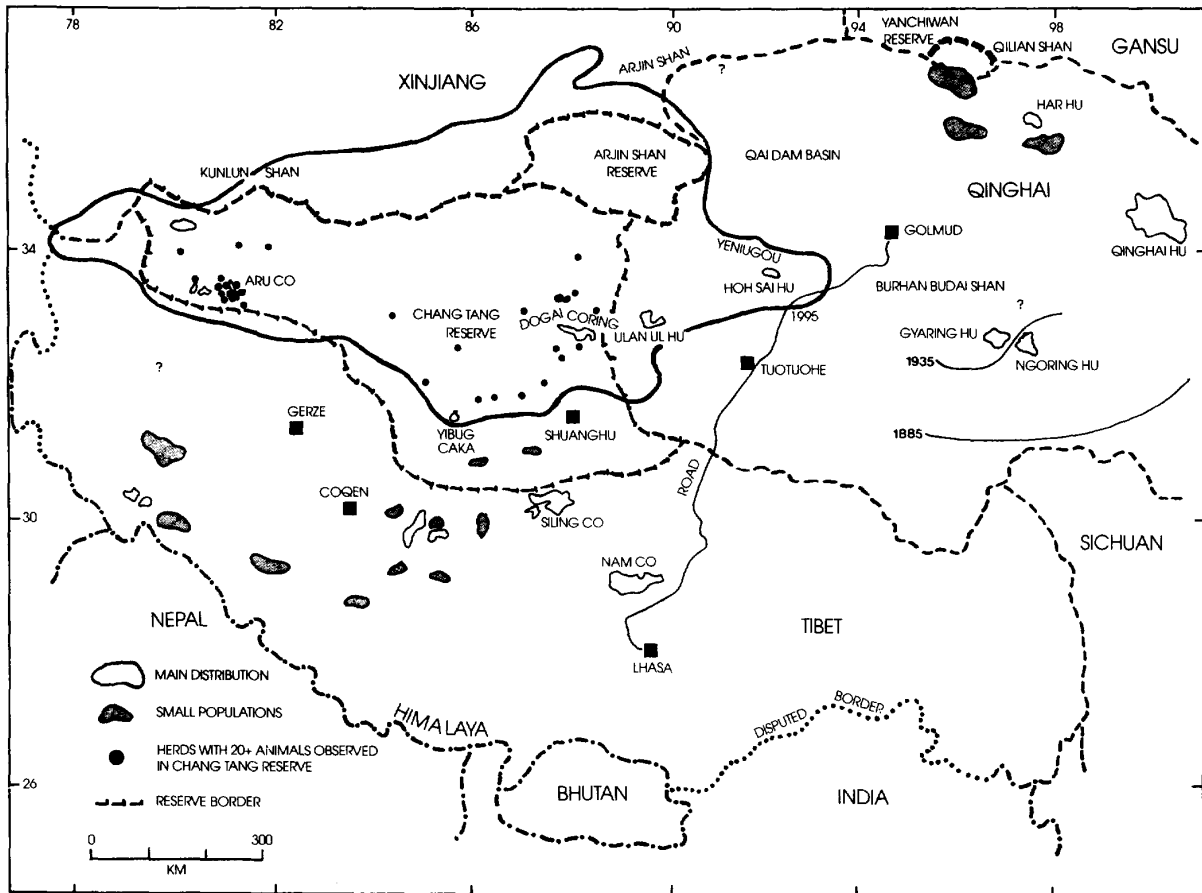 78
82
86
90
94
98
YANCHIWAN
RESERVE
QILIAN SHAN
GANSU
ARJIN SHAN
?
XINJIANG
HAR HU
ARJIN SHAN
RESERVE
QAI DAM BASIN
KUNLUN SHAN
QINGHAI
34
GOLMUD
QINGHAI HU
YENIUGOU
ARU CO
HOH SAI HU
BURHAN BUDAI SHAN
CHANG TANG
RESERVE
DOGAI CORING
1995
?
ULAN UL HU
GYARING HU
NGORING HU
1935
TUOTUOHE
?
GERZE
YIBUG
CAKA
SHUANGHU
1885
ROAD
COQEN
30
SILING CO
SICHUAN
NAM CO
NEPAL
TIBET
LHASA
MAIN DISTRIBUTION
SMALL POPULATIONS
HIMALAYA
DISPUTED BORDER
HERDS WITH 20+ ANIMALS OBSERVED
IN CHANG TANG RESERVE
26
RESERVE BORDER
BHUTAN
INDIA
0
300
KM